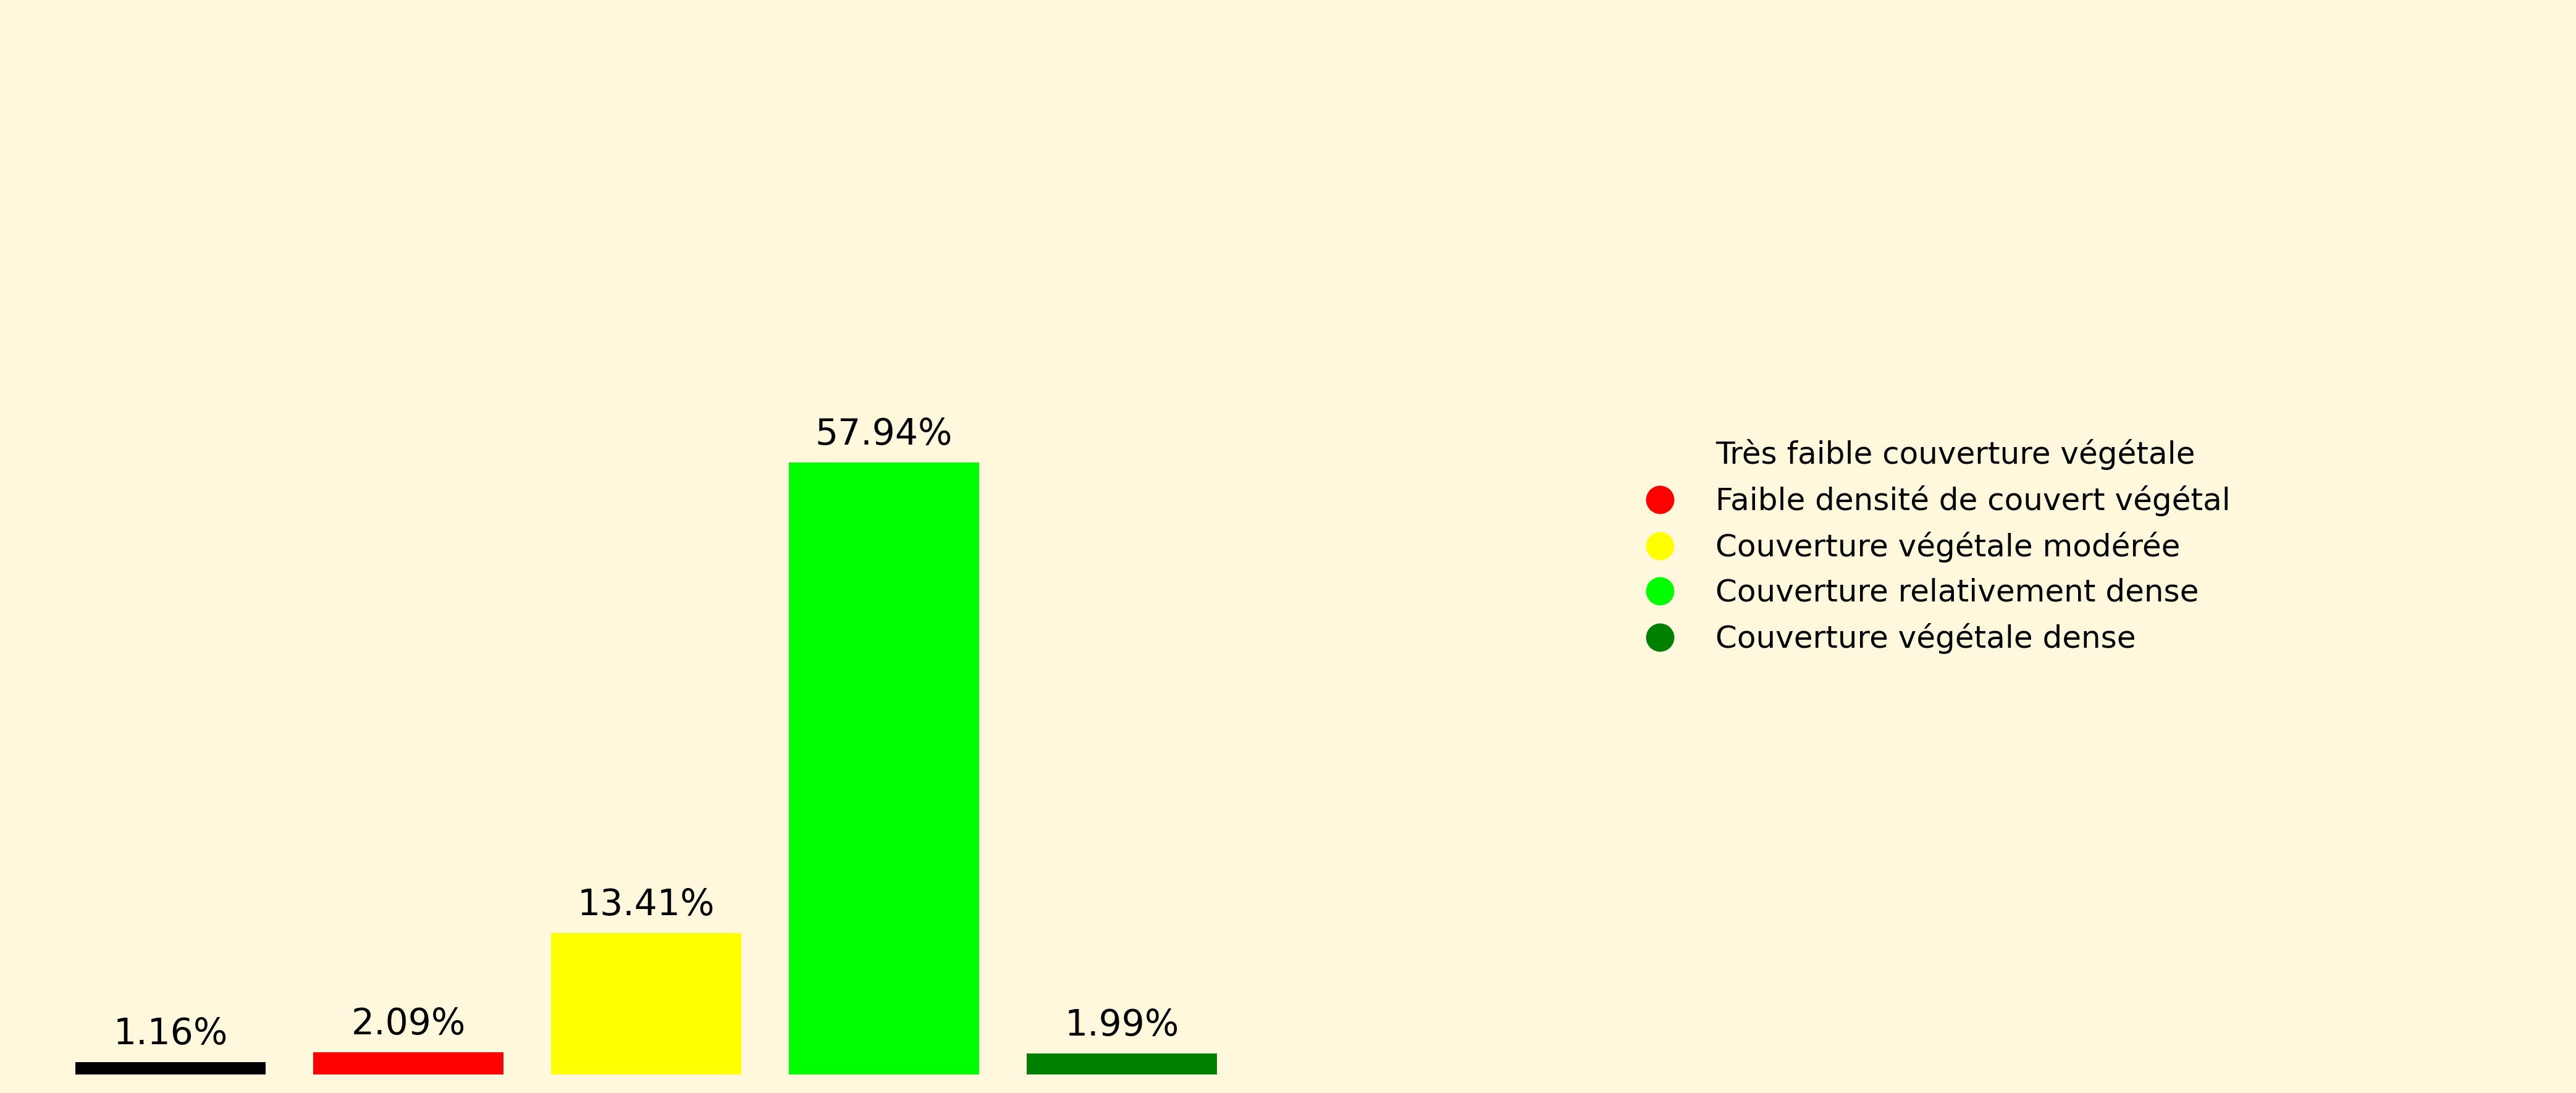 57.94%
13.41%
1.16%
2.09%
1.99%
Très faible couverture végétale
Faible densité de couvert végétal
Couverture végétale modérée
Couverture relativement dense
Couverture végétale dense